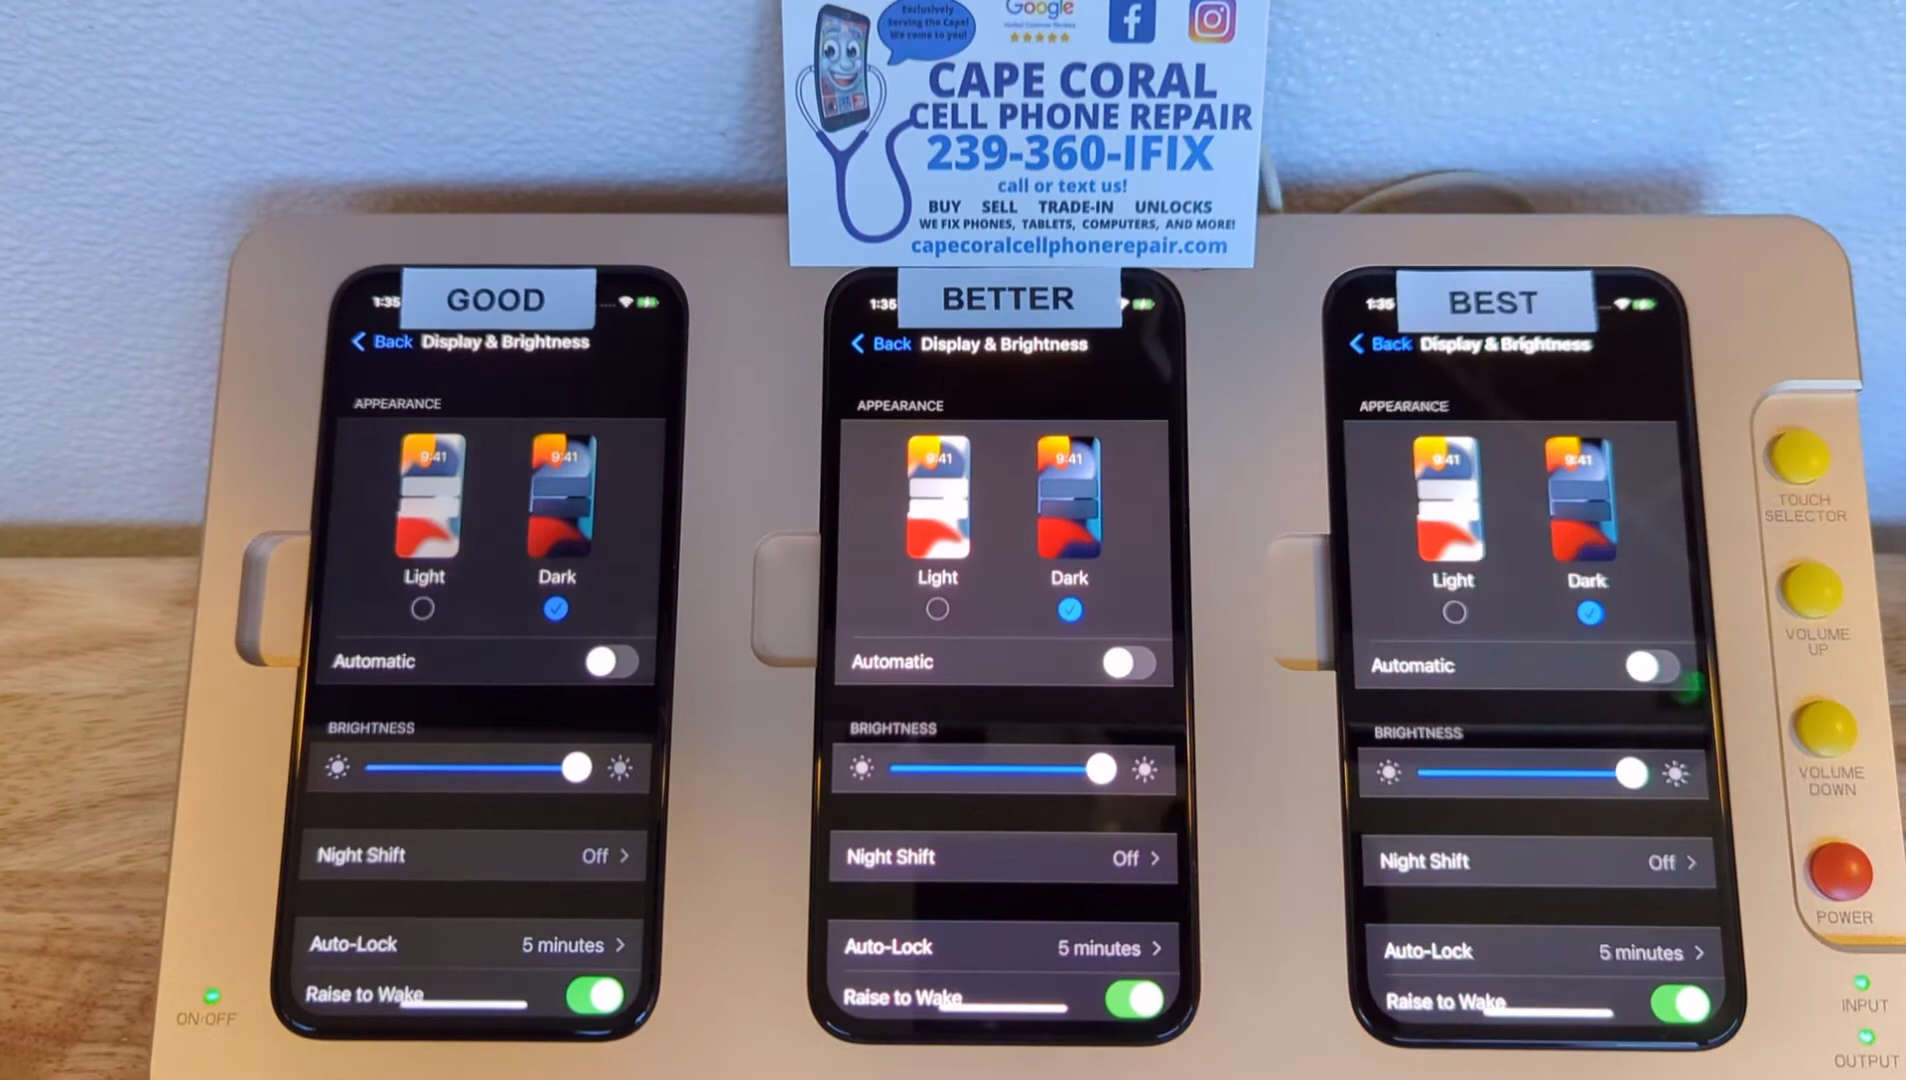 Exclusively
Serving the Cape!
We come to you!
Google
CAPE CORAL
CELL PHONE REPAIR
239-360-IFIX
call or text us!
BUY SELL TRADE-IN UNLOCKS
WE FIX PHONES, TABLETS, COMPUTERS, AND MORE!
capecoralcellphonerepair.com
1:35
GOOD
Back Display & Brightness
APPEARANCE
9:41 9:41
Light Dark
Automatic
BRIGHTNESS
Night Shift Off
Auto-Lock 5 minutes
Raise to Wake
1:35
BETTER
Back Display & Brightness
APPEARANCE
9:41 9:41
Light Dark
Automatic
BRIGHTNESS
Night Shift Off
Auto-Lock 5 minutes
Raise to Wake
1:35
BEST
Back Display & Brightness
APPEARANCE
9:41 9:41
Light Dark
Automatic
BRIGHTNESS
Night Shift Off
Auto-Lock 5 minutes
Raise to Wake
TOUCH
SELECTOR
VOLUME
UP
VOLUME
DOWN
POWER
ON·OFF
INPUT
OUTPUT